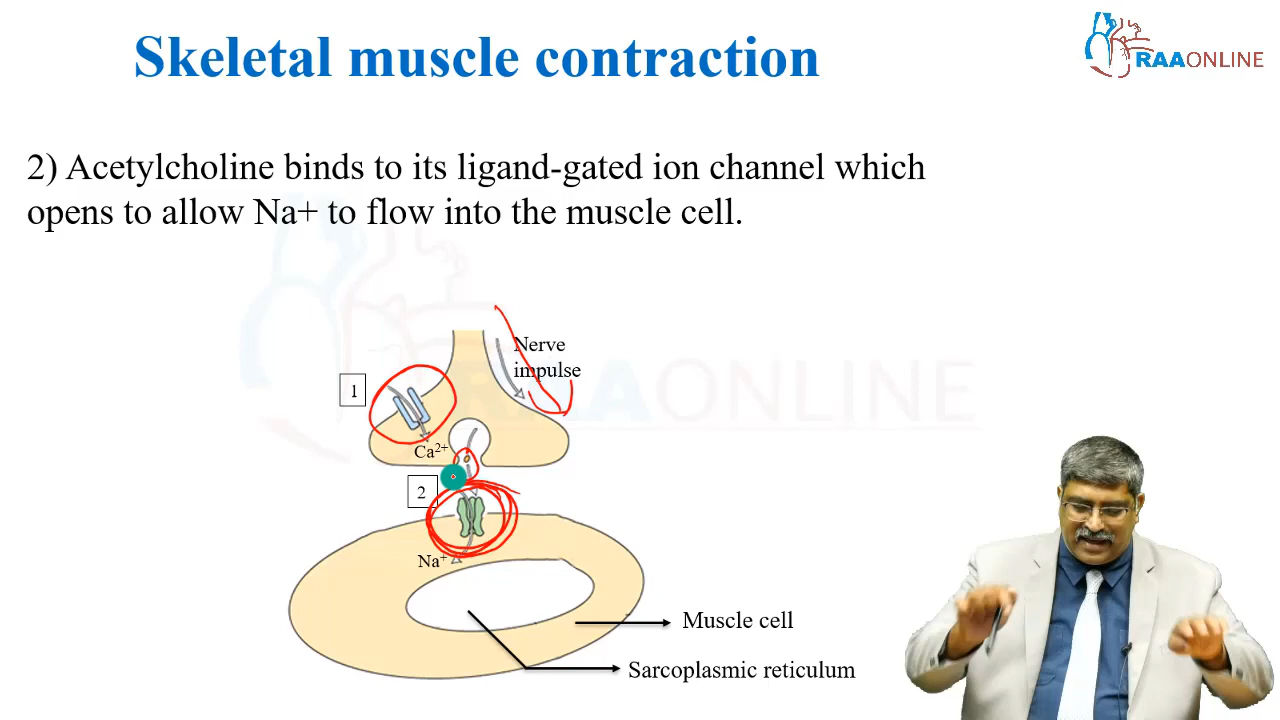 Skeletal muscle contraction
RAAONLINE
2) Acetylcholine binds to its ligand-gated ion channel which
opens to allow Na+ to flow into the muscle cell.
RAAONLINE
Nerve
impulse
1
Ca²⁺
2
Na⁺
Muscle cell
Sarcoplasmic reticulum